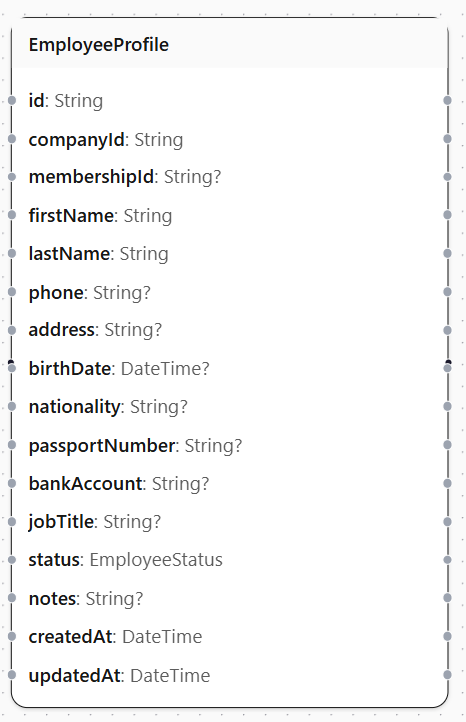 EmployeeProfile
id: String
companyId: String
membershipId: String?
firstName: String
lastName: String
phone: String?
address: String?
birthDate: DateTime?
nationality: String?
passportNumber: String?
bankAccount: String?
jobTitle: String?
status: EmployeeStatus
notes: String?
createdAt: DateTime
updatedAt: DateTime